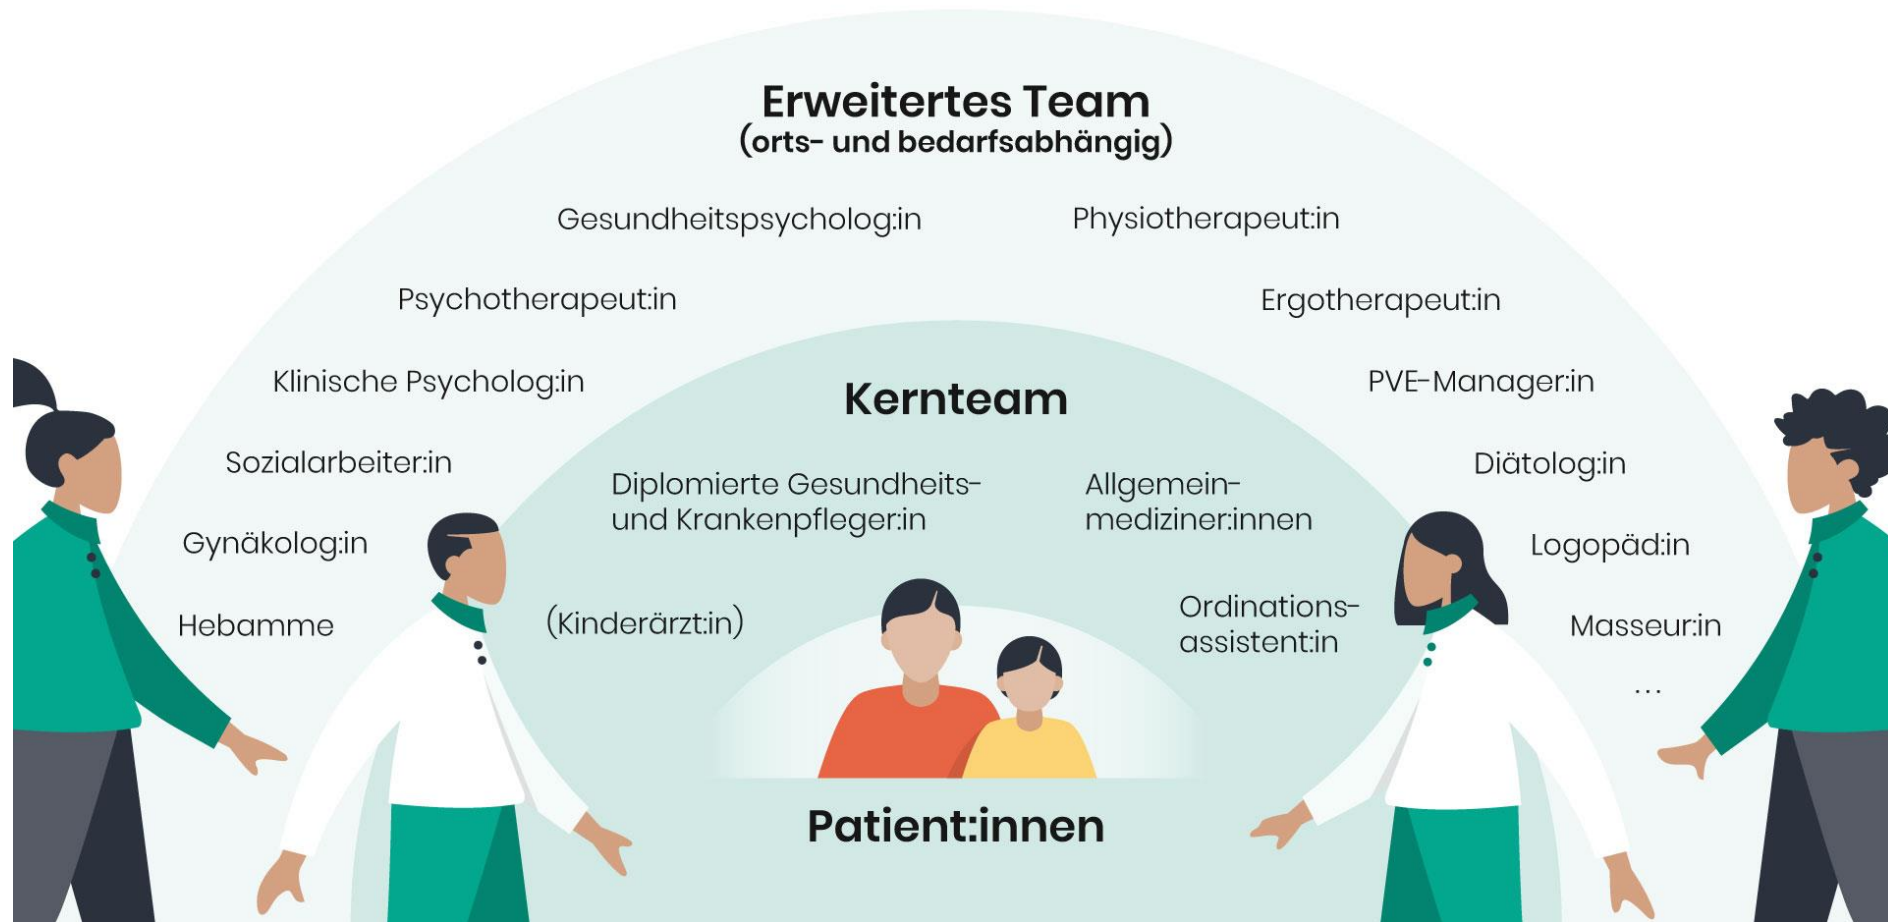 Erweitertes Team
(orts- und bedarfsabhängig)
Gesundheitspsycholog:in
Physiotherapeut:in
Psychotherapeut:in
Ergotherapeut:in
Klinische Psycholog:in
PVE-Manager:in
Sozialarbeiter:in
Diätolog:in
Gynäkolog:in
Logopäd:in
Hebamme
Masseur:in
...
Kernteam
Diplomierte Gesundheits-
und Krankenpfleger:in
Allgemein-
mediziner:innen
(Kinderärzt:in)
Ordinations-
assistent:in
Patient:innen